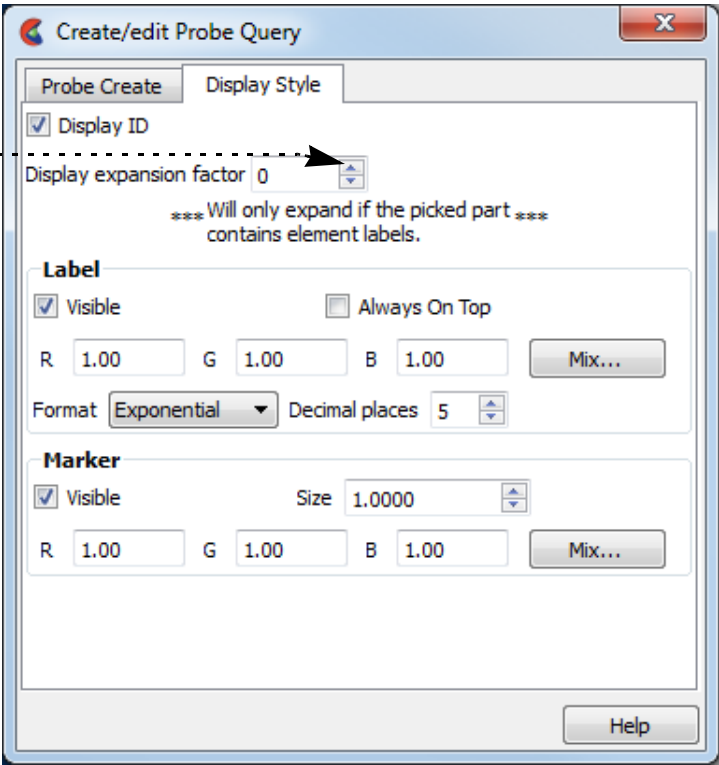 Create/edit Probe Query
Probe Create Display Style
Display ID
Display expansion factor 0
*** Will only expand if the picked part ***
contains element labels.
Label
Visible Always On Top
R 1.00 G 1.00 B 1.00 Mix...
Format Exponential Decimal places 5
Marker
Visible Size 1.0000
R 1.00 G 1.00 B 1.00 Mix...
Help